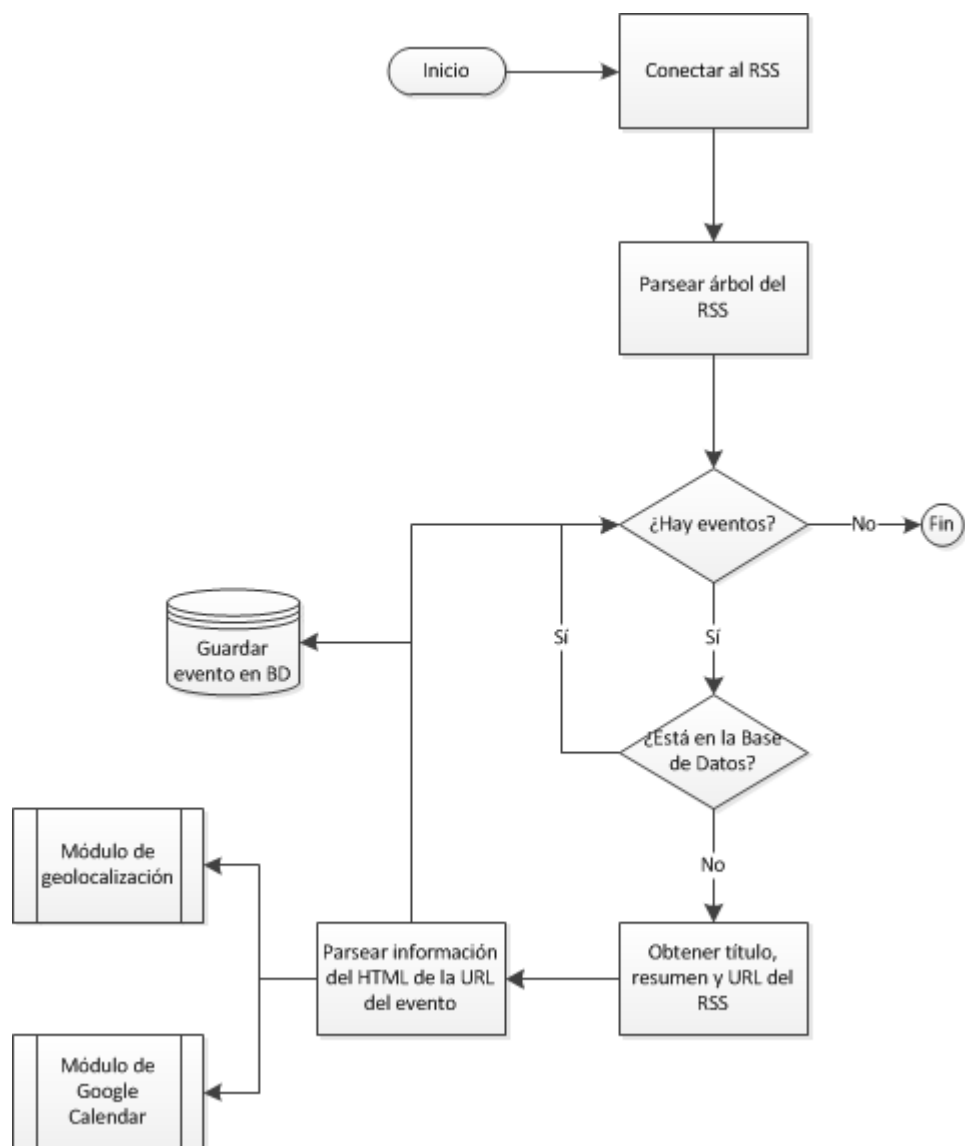 Inicio
Conectar al RSS
Parsear árbol del
RSS
¿Hay eventos?
No
Fin
Sí
Sí
Guardar
evento en BD
¿Está en la Base
de Datos?
No
Módulo de
geolocalización
Parsear información
del HTML de la URL
del evento
Obtener título,
resumen y URL del
RSS
Módulo de
Google
Calendar